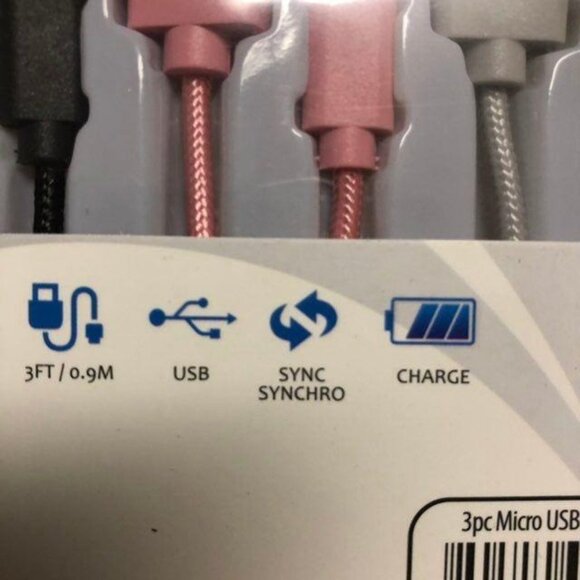 3FT / 0.9M
USB
SYNC
SYNCHRO
CHARGE
3pc Micro USB